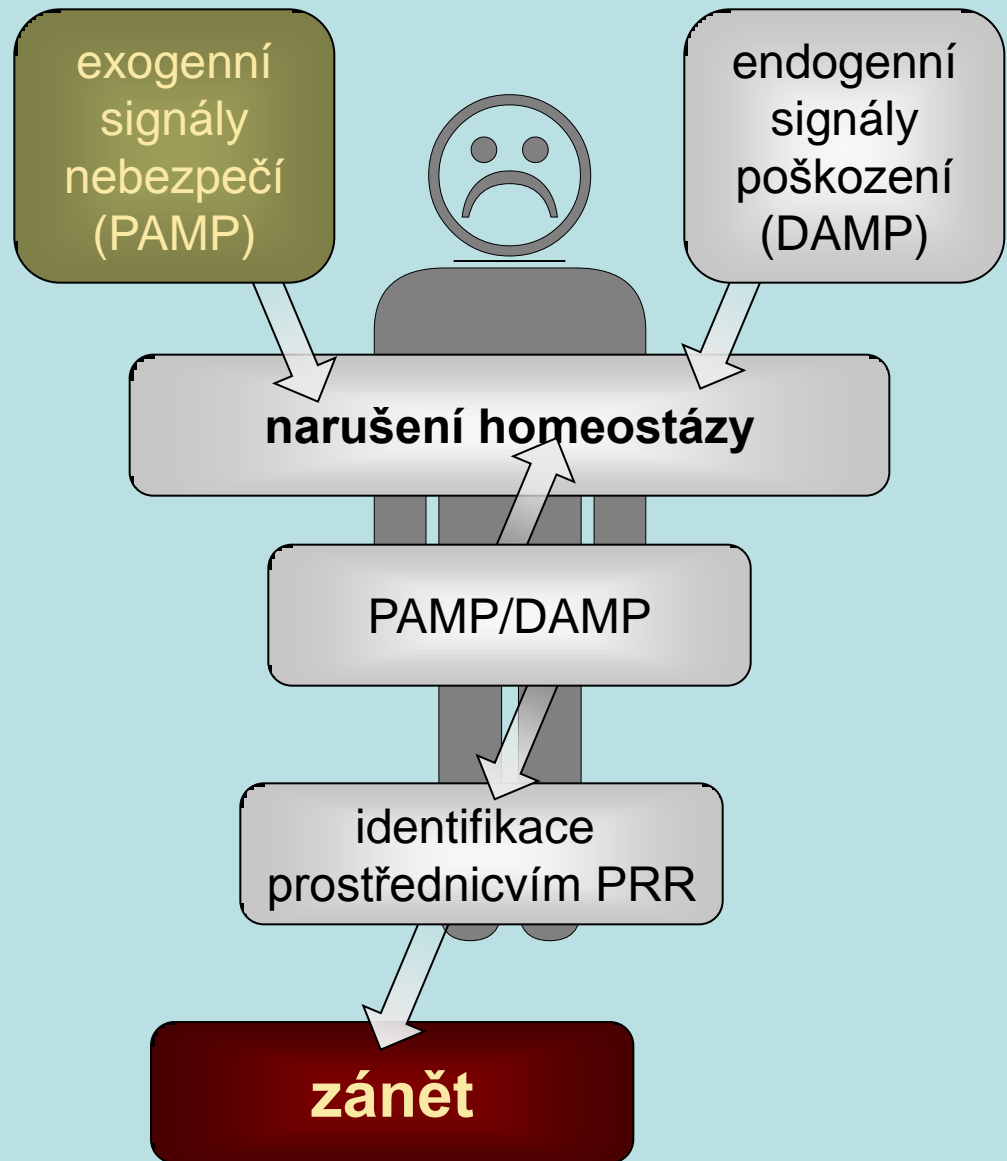 exogenní
signály
nebezpečí
(PAMP)
endogenní
signály
poškození
(DAMP)
narušení homeostázy
PAMP/DAMP
identifikace
prostřednicvím PRR
zánět